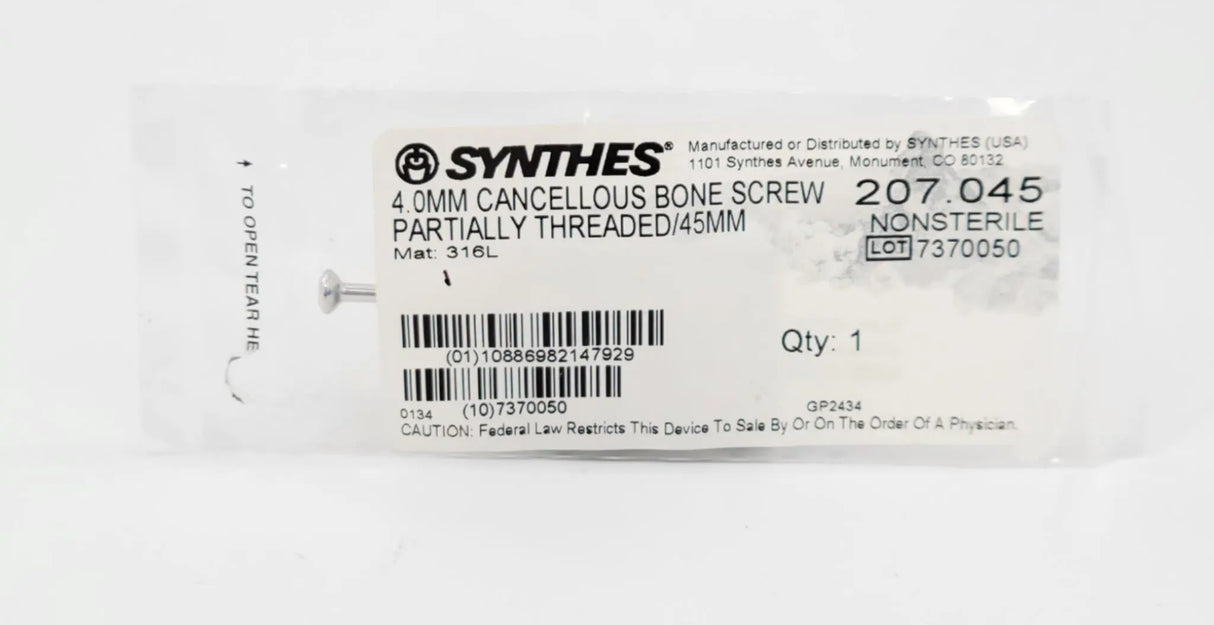 SYNTHES®
Manufactured or Distributed by SYNTHES (USA)
1101 Synthes Avenue, Monument, CO 80132
4.0MM CANCELLOUS BONE SCREW
PARTIALLY THREADED/45MM
Mat: 316L
207.045
NONSTERILE
LOT 7370050
(01)10886982147929
Qty: 1
0134 (10)7370050
GP2434
CAUTION: Federal Law Restricts This Device To Sale By Or On The Order Of A Physician.
TO OPEN TEAR HE